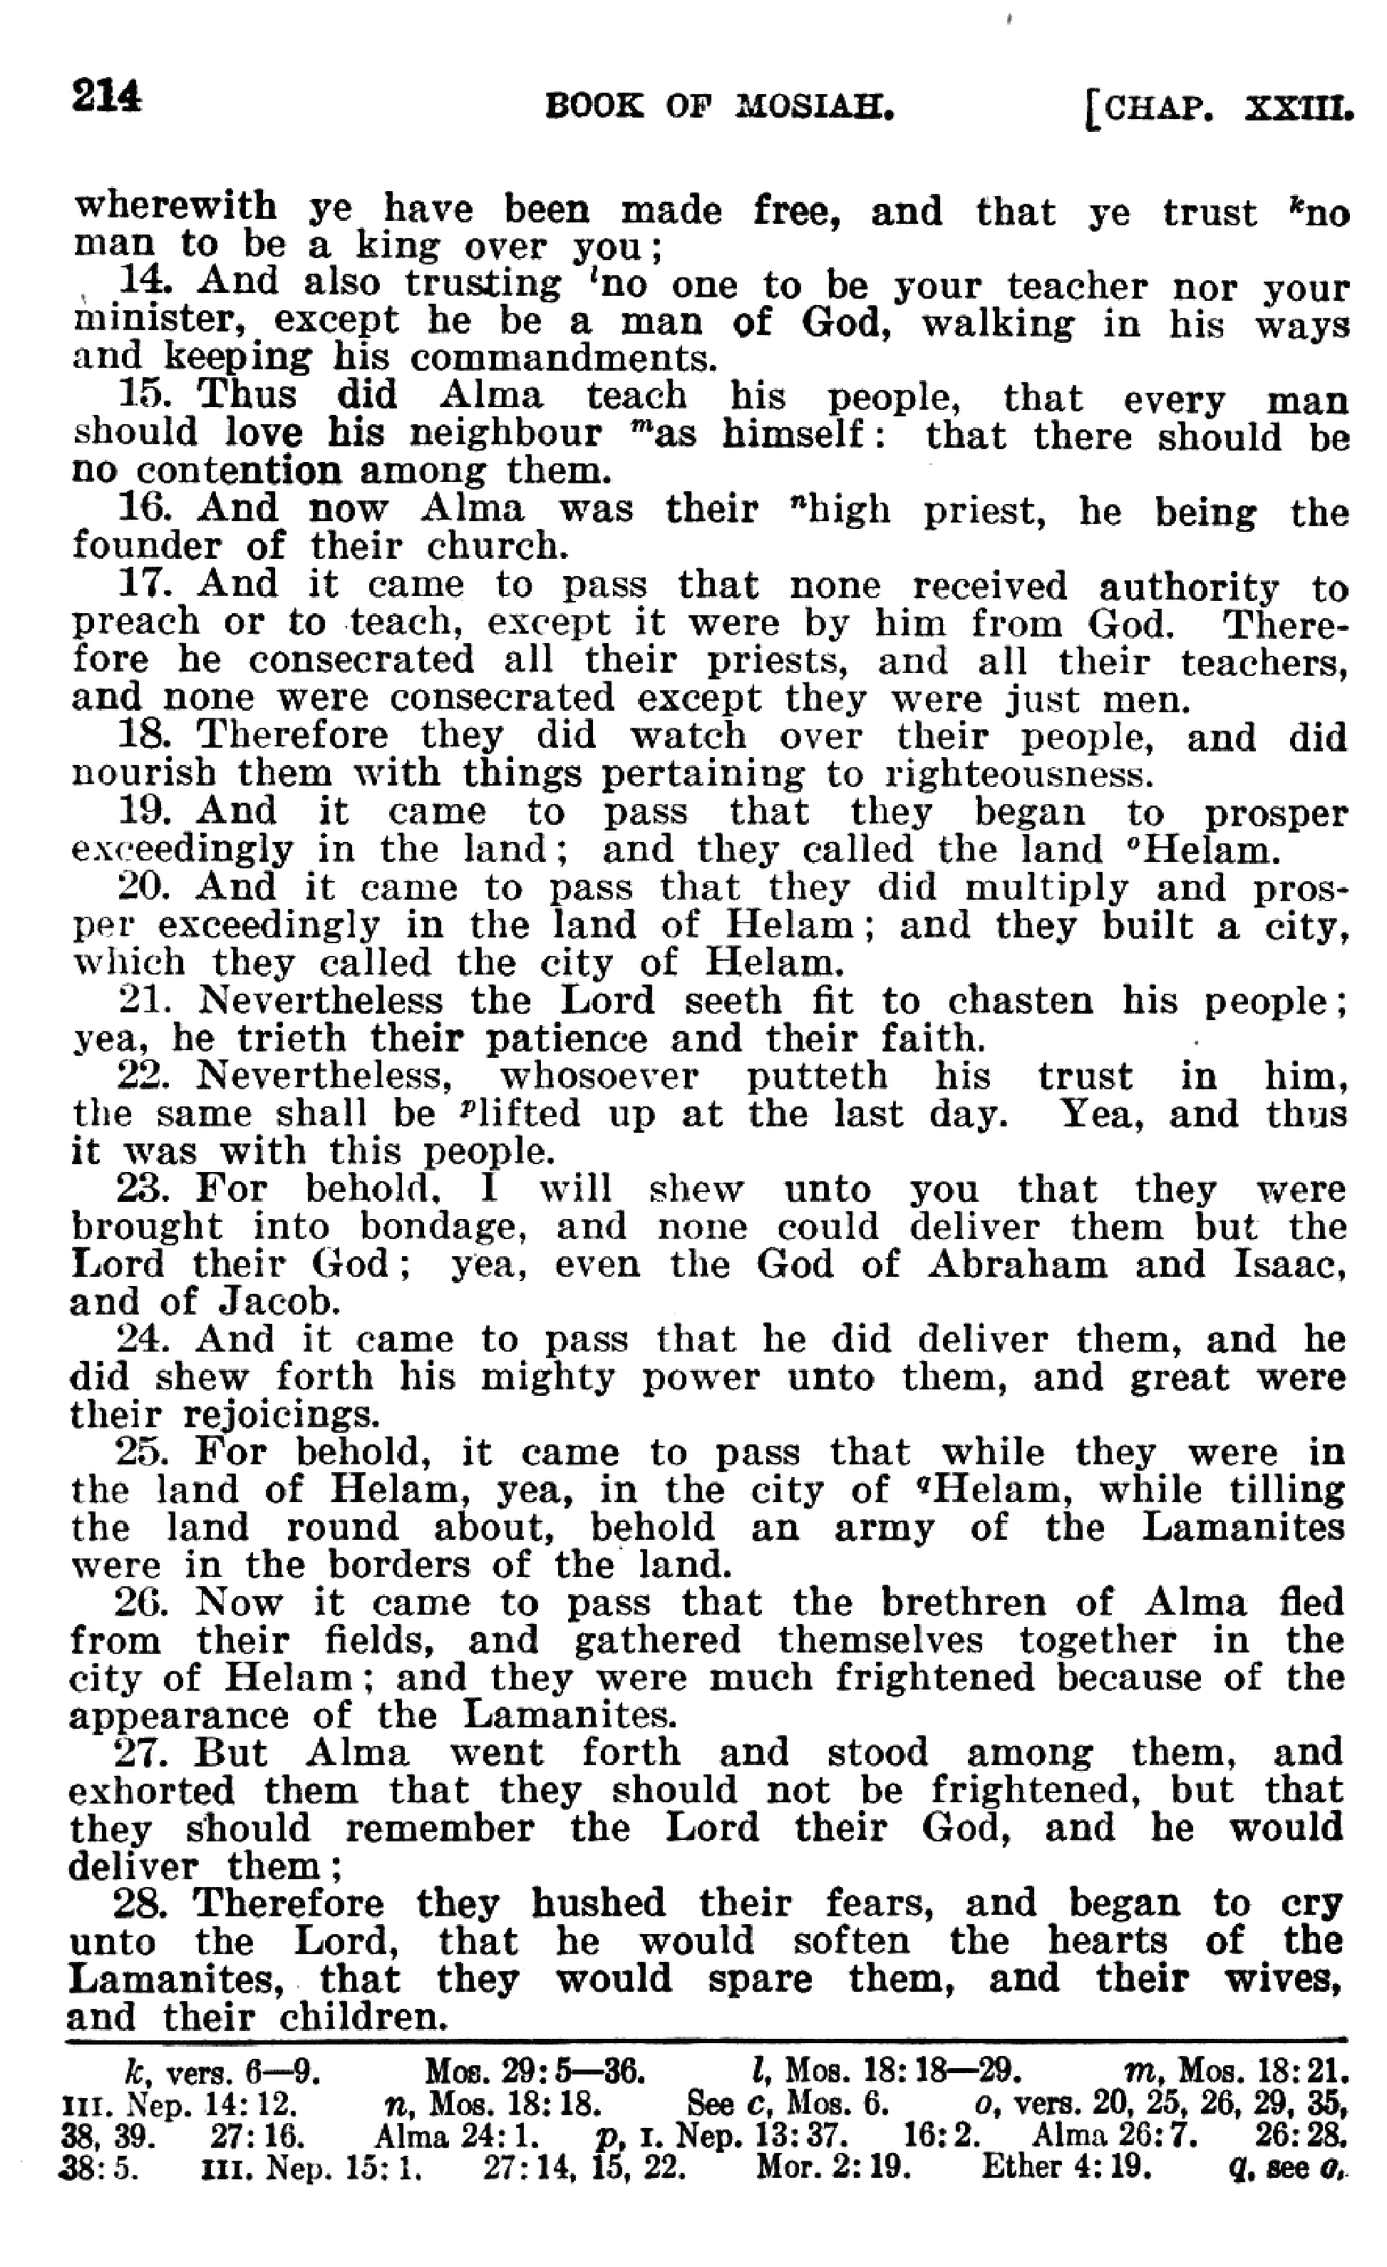 214 BOOK OF MOSIAH. [CHAP. XXIII.
wherewith ye have been made free, and that ye trust ᵏno
man to be a king over you;
14. And also trusting ˡno one to be your teacher nor your
minister, except he be a man of God, walking in his ways
and keeping his commandments.
15. Thus did Alma teach his people, that every man
should love his neighbour ᵐas himself: that there should be
no contention among them.
16. And now Alma was their ⁿhigh priest, he being the
founder of their church.
17. And it came to pass that none received authority to
preach or to teach, except it were by him from God. There-
fore he consecrated all their priests, and all their teachers,
and none were consecrated except they were just men.
18. Therefore they did watch over their people, and did
nourish them with things pertaining to righteousness.
19. And it came to pass that they began to prosper
exceedingly in the land; and they called the land ᵒHelam.
20. And it came to pass that they did multiply and pros-
per exceedingly in the land of Helam; and they built a city,
which they called the city of Helam.
21. Nevertheless the Lord seeth fit to chasten his people;
yea, he trieth their patience and their faith.
22. Nevertheless, whosoever putteth his trust in him,
the same shall be ᵖlifted up at the last day. Yea, and thus
it was with this people.
23. For behold, I will shew unto you that they were
brought into bondage, and none could deliver them but the
Lord their God; yea, even the God of Abraham and Isaac,
and of Jacob.
24. And it came to pass that he did deliver them, and he
did shew forth his mighty power unto them, and great were
their rejoicings.
25. For behold, it came to pass that while they were in
the land of Helam, yea, in the city of qHelam, while tilling
the land round about, behold an army of the Lamanites
were in the borders of the land.
26. Now it came to pass that the brethren of Alma fled
from their fields, and gathered themselves together in the
city of Helam; and they were much frightened because of the
appearance of the Lamanites.
27. But Alma went forth and stood among them, and
exhorted them that they should not be frightened, but that
they should remember the Lord their God, and he would
deliver them;
28. Therefore they hushed their fears, and began to cry
unto the Lord, that he would soften the hearts of the
Lamanites, that they would spare them, and their wives,
and their children.
k, vers. 6—9. Mos. 29:5—36. l, Mos. 18:18—29. m, Mos. 18:21.
III. Nep. 14:12. n, Mos. 18:18. See c, Mos. 6. o, vers. 20, 25, 26, 29, 35,
38, 39. 27:16. Alma 24:1. p, I. Nep. 13:37. 16:2. Alma 26:7. 26:28.
38:5. III. Nep. 15:1. 27:14, 15, 22. Mor. 2:19. Ether 4:19. q, see o.